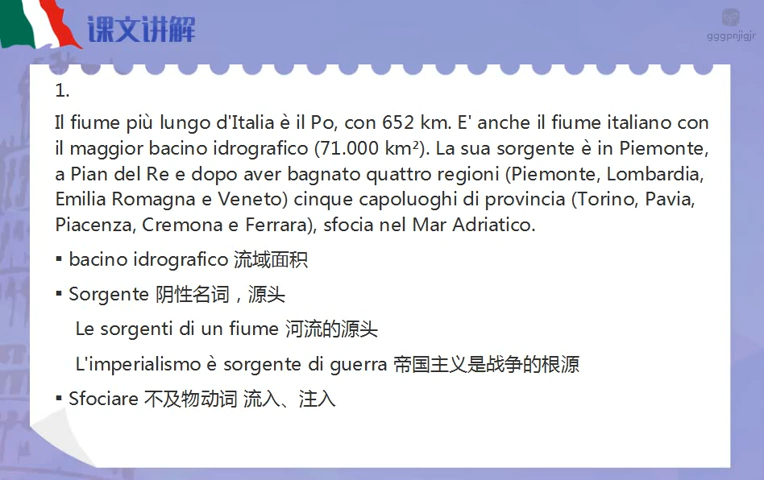 课文讲解
gggpnjigjr
1.
Il fiume più lungo d'Italia è il Po, con 652 km. E' anche il fiume italiano con
il maggior bacino idrografico (71.000 km²). La sua sorgente è in Piemonte,
a Pian del Re e dopo aver bagnato quattro regioni (Piemonte, Lombardia,
Emilia Romagna e Veneto) cinque capoluoghi di provincia (Torino, Pavia,
Piacenza, Cremona e Ferrara), sfocia nel Mar Adriatico.
▪ bacino idrografico 流域面积
▪ Sorgente 阴性名词，源头
Le sorgenti di un fiume 河流的源头
L'imperialismo è sorgente di guerra 帝国主义是战争的根源
▪ Sfociare 不及物动词 流入、注入